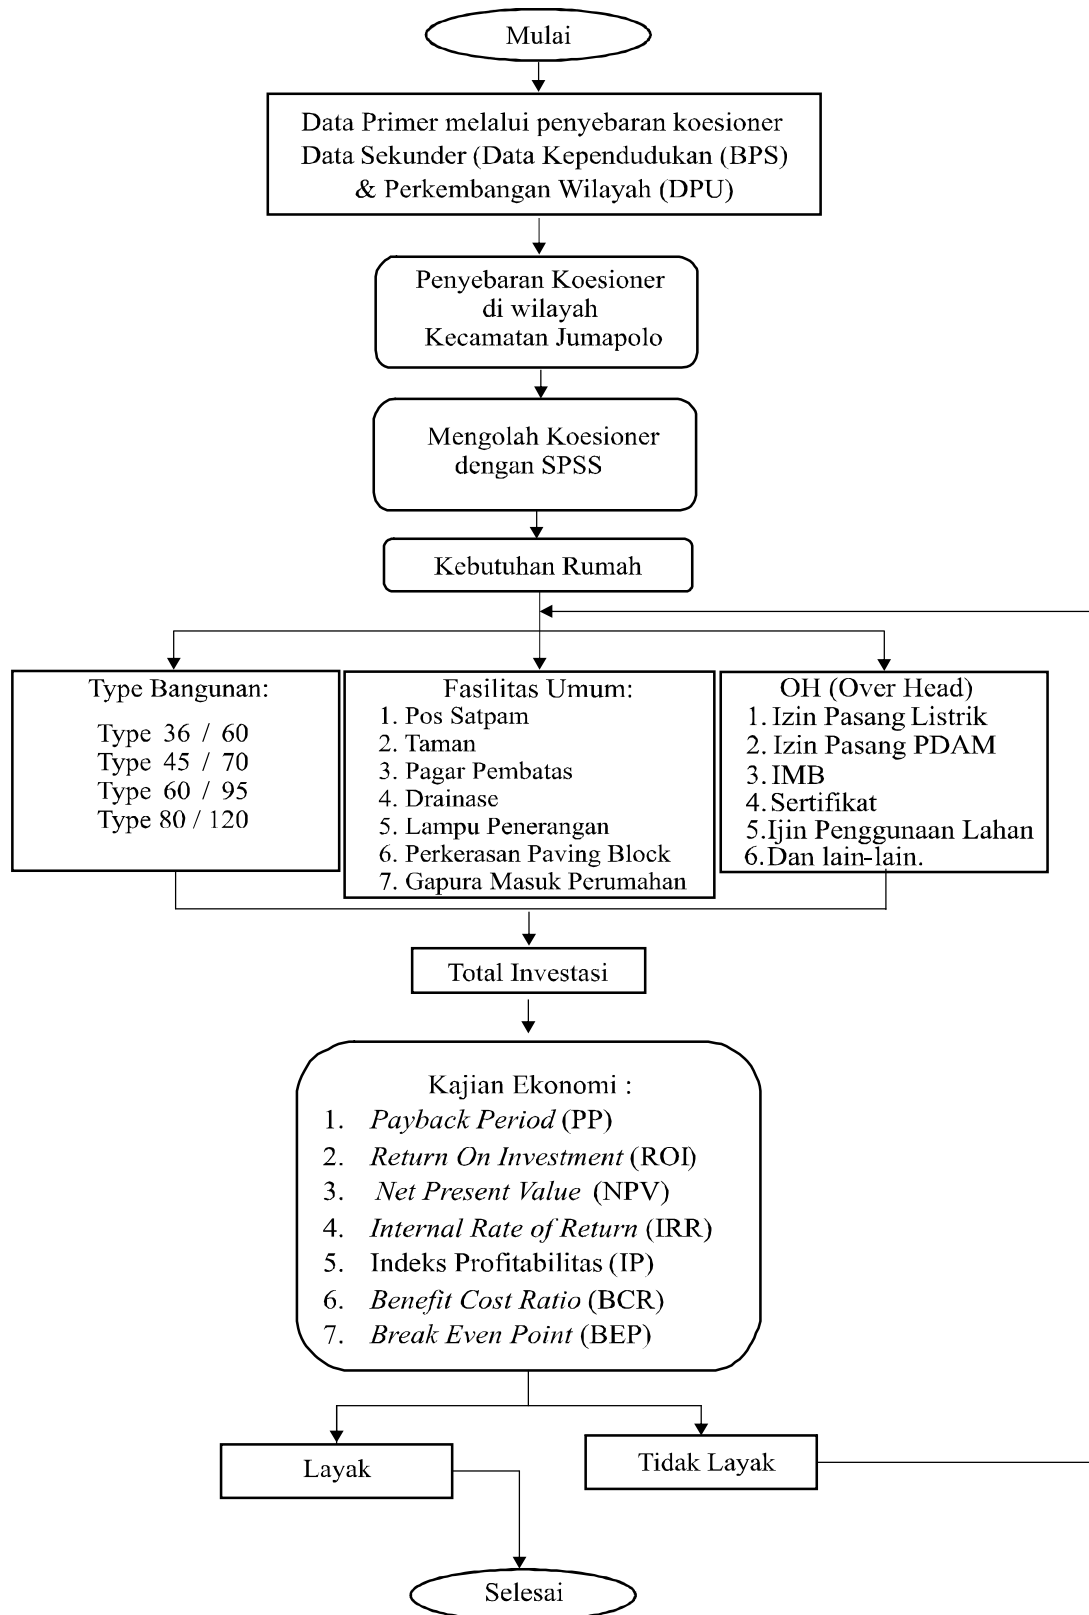 Mulai
Data Primer melalui penyebaran koesioner
Data Sekunder (Data Kependudukan (BPS)
& Perkembangan Wilayah (DPU)
Penyebaran Koesioner
di wilayah
Kecamatan Jumapolo
Mengolah Koesioner
dengan SPSS
Kebutuhan Rumah
Type Bangunan:
Type 36 / 60
Type 45 / 70
Type 60 / 95
Type 80 / 120
Fasilitas Umum:
1. Pos Satpam
2. Taman
3. Pagar Pembatas
4. Drainase
5. Lampu Penerangan
6. Perkerasan Paving Block
7. Gapura Masuk Perumahan
OH (Over Head)
1. Izin Pasang Listrik
2. Izin Pasang PDAM
3. IMB
4. Sertifikat
5. Ijin Penggunaan Lahan
6. Dan lain-lain.
Total Investasi
Kajian Ekonomi :
1. Payback Period (PP)
2. Return On Investment (ROI)
3. Net Present Value (NPV)
4. Internal Rate of Return (IRR)
5. Indeks Profitabilitas (IP)
6. Benefit Cost Ratio (BCR)
7. Break Even Point (BEP)
Layak
Tidak Layak
Selesai